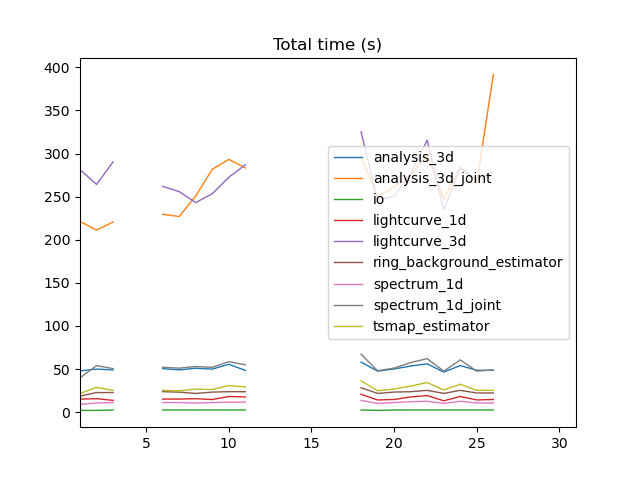 Total time (s)
400
350
300
250
200
150
100
50
0
analysis_3d
analysis_3d_joint
io
lightcurve_1d
lightcurve_3d
ring_background_estimator
spectrum_1d
spectrum_1d_joint
tsmap_estimator
5 10 15 20 25 30